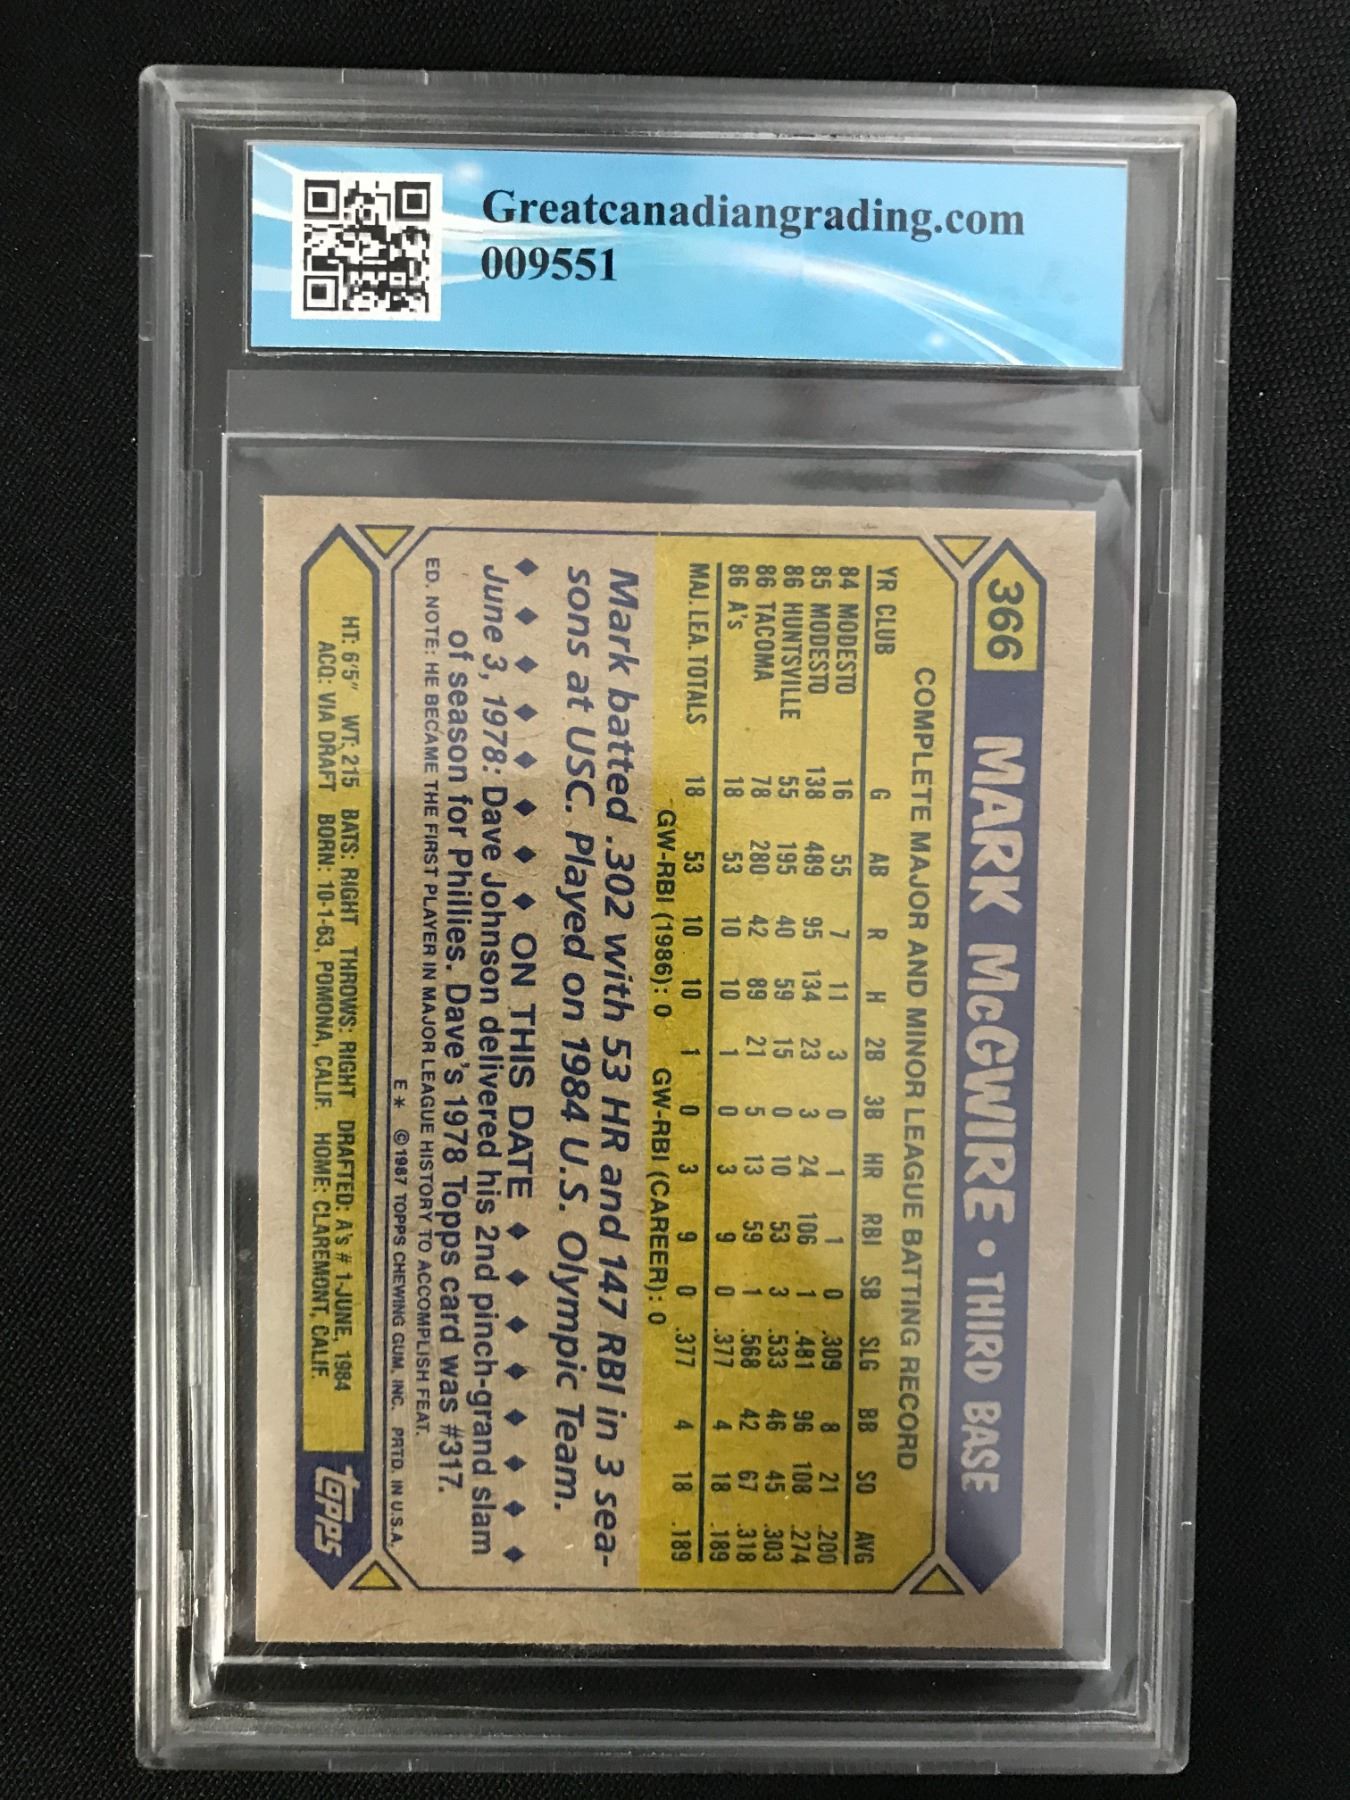 Greatcanadiangrading.com
009551
366 MARK McGWIRE • THIRD BASE
COMPLETE MAJOR AND MINOR LEAGUE BATTING RECORD
YR CLUB G AB R H 2B 3B HR RBI SB SLG BB SO AVG
84 MODESTO 16 55 7 11 3 0 1 1 0 .309 8 21 .200
85 MODESTO 138 489 95 134 23 3 24 106 1 .481 96 108 .274
86 HUNTSVILLE 55 195 40 59 15 0 10 53 3 .533 46 45 .303
86 TACOMA 78 280 42 89 21 5 13 59 1 .568 42 67 .318
86 A's 18 53 10 10 1 0 3 9 0 .377 4 18 .189
MAJ. LEA. TOTALS 18 53 10 10 1 0 3 9 0 .377 4 18 .189
GW-RBI (1986): 0 GW-RBI (CAREER): 0
Mark batted .302 with 53 HR and 147 RBI in 3 sea-
sons at USC. Played on 1984 U.S. Olympic Team.
◆ ◆ ◆ ◆ ◆ ◆ ◆ ◆ ON THIS DATE ◆ ◆ ◆ ◆ ◆ ◆ ◆ ◆
June 3, 1978: Dave Johnson delivered his 2nd pinch-grand slam
of season for Phillies. Dave's 1978 Topps card was #317.
ED. NOTE: HE BECAME THE FIRST PLAYER IN MAJOR LEAGUE HISTORY TO ACCOMPLISH FEAT.
E* © 1987 TOPPS CHEWING GUM, INC. PRTD. IN U.S.A.
HT: 6'5" WT: 215 BATS: RIGHT THROWS: RIGHT DRAFTED: A's #1-JUNE, 1984
ACQ: VIA DRAFT BORN: 10-1-63, POMONA, CALIF. HOME: CLAREMONT, CALIF.
topps